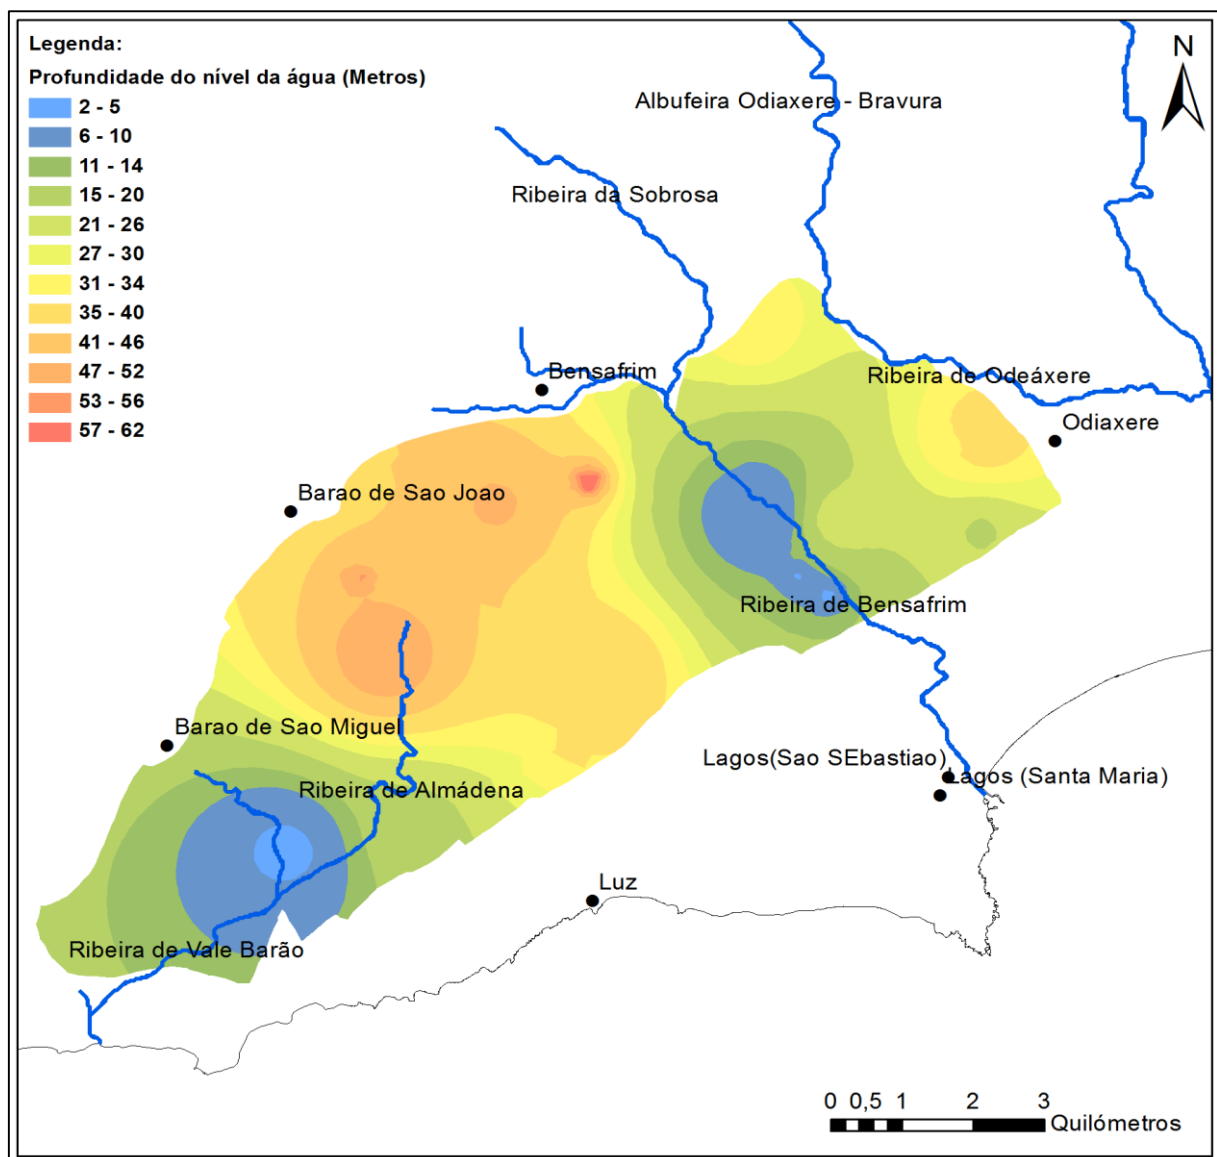 Legenda:
Profundidade do nível da água (Metros)
2 - 5
6 - 10
11 - 14
15 - 20
21 - 26
27 - 30
31 - 34
35 - 40
41 - 46
47 - 52
53 - 56
57 - 62
N
Albufeira Odiaxere - Bravura
Ribeira da Sobrosa
Bensafrim
Ribeira de Odeáxere
Odiaxere
Barao de Sao Joao
Ribeira de Bensafrim
Barao de Sao Miguel
Lagos(Sao SEbastiao)
Lagos (Santa Maria)
Ribeira de Almádena
Luz
Ribeira de Vale Barão
0 0,5 1 2 3
Quilómetros